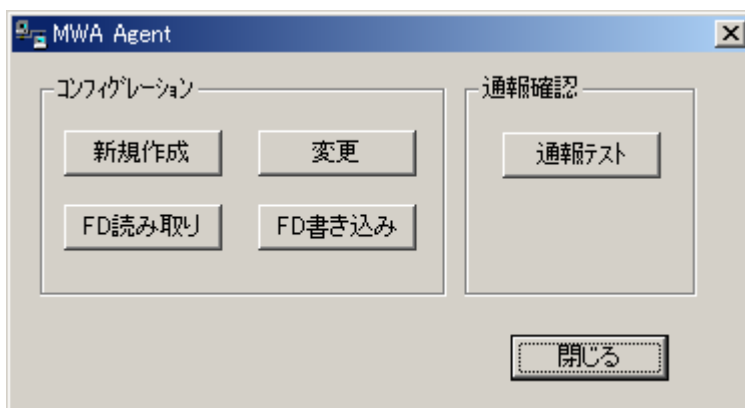 MWA Agent
コンフィグレーション
新規作成
変更
FD読み取り
FD書き込み
通報確認
通報テスト
閉じる